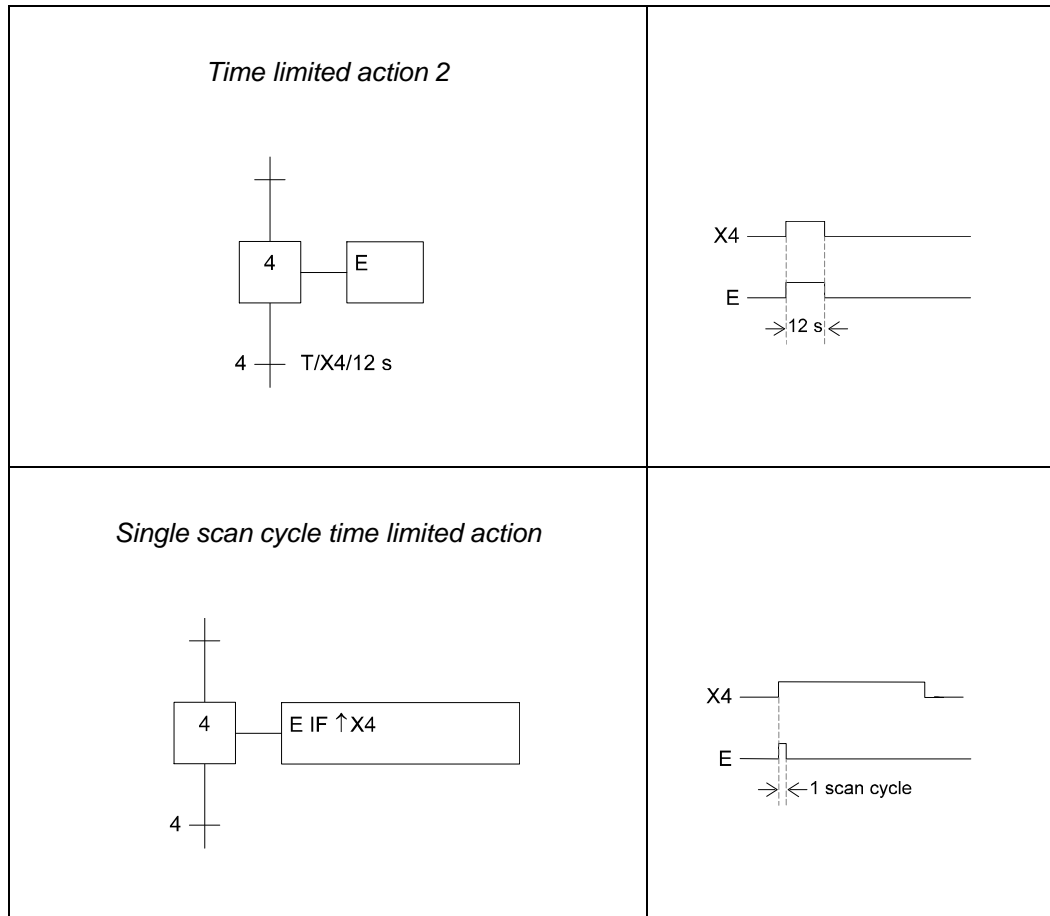 Time limited action 2
4 E
4 T/X4/12 s
X4
E
12 s
Single scan cycle time limited action
4 E IF ↑X4
4
X4
E
1 scan cycle